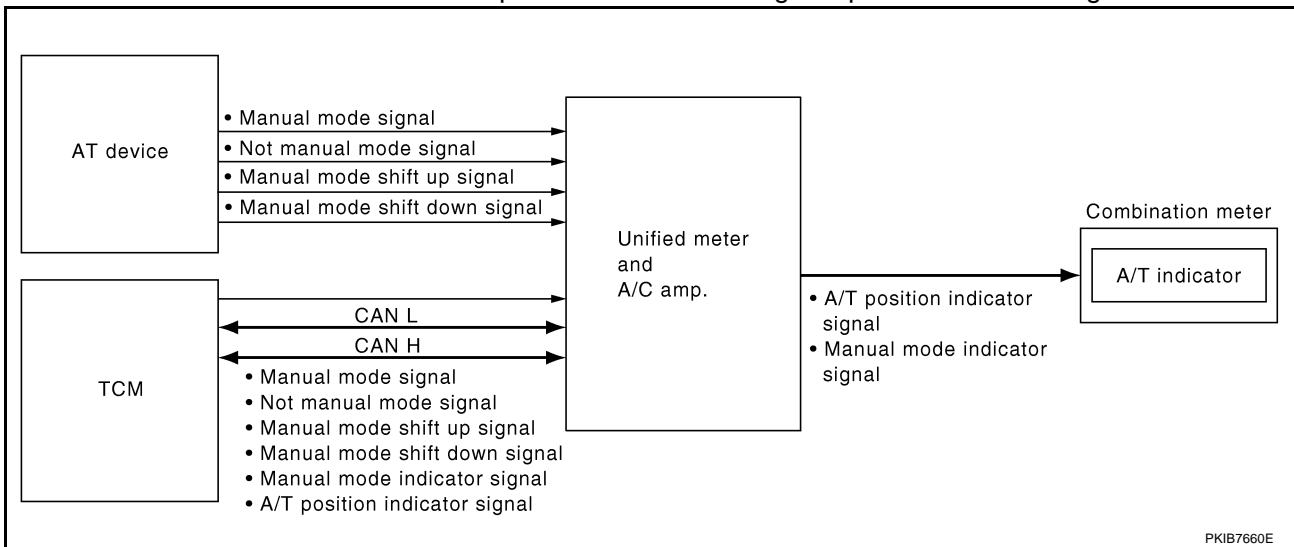 AT device
• Manual mode signal
• Not manual mode signal
• Manual mode shift up signal
• Manual mode shift down signal
TCM
CAN L
CAN H
• Manual mode signal
• Not manual mode signal
• Manual mode shift up signal
• Manual mode shift down signal
• Manual mode indicator signal
• A/T position indicator signal
Unified meter
and
A/C amp.
• A/T position indicator
signal
• Manual mode indicator
signal
Combination meter
A/T indicator
PKIB7660E